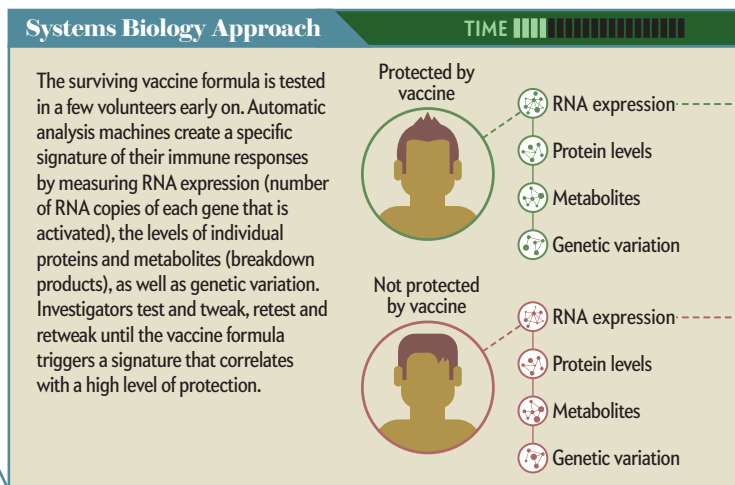 Systems Biology Approach
TIME
The surviving vaccine formula is tested
in a few volunteers early on. Automatic
analysis machines create a specific
signature of their immune responses
by measuring RNA expression (number
of RNA copies of each gene that is
activated), the levels of individual
proteins and metabolites (breakdown
products), as well as genetic variation.
Investigators test and tweak, retest and
retweak until the vaccine formula
triggers a signature that correlates
with a high level of protection.
Protected by
vaccine
RNA expression
Protein levels
Metabolites
Genetic variation
Not protected
by vaccine
RNA expression
Protein levels
Metabolites
Genetic variation